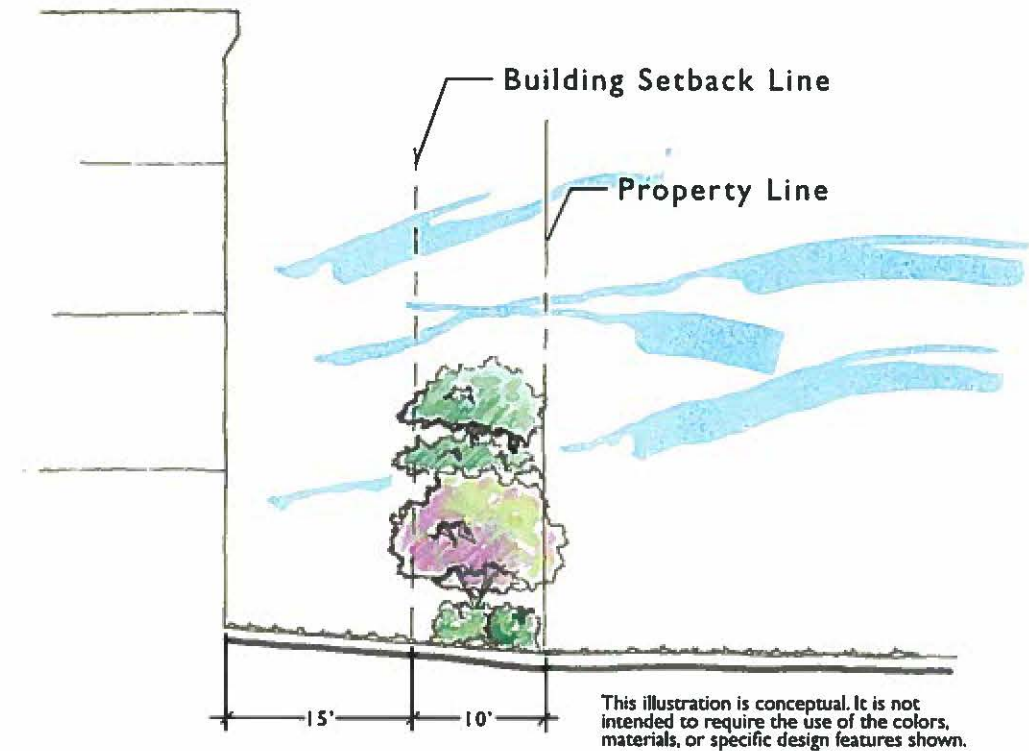 Building Setback Line
Property Line
15'
10'
This illustration is conceptual. It is not
intended to require the use of the colors,
materials, or specific design features shown.